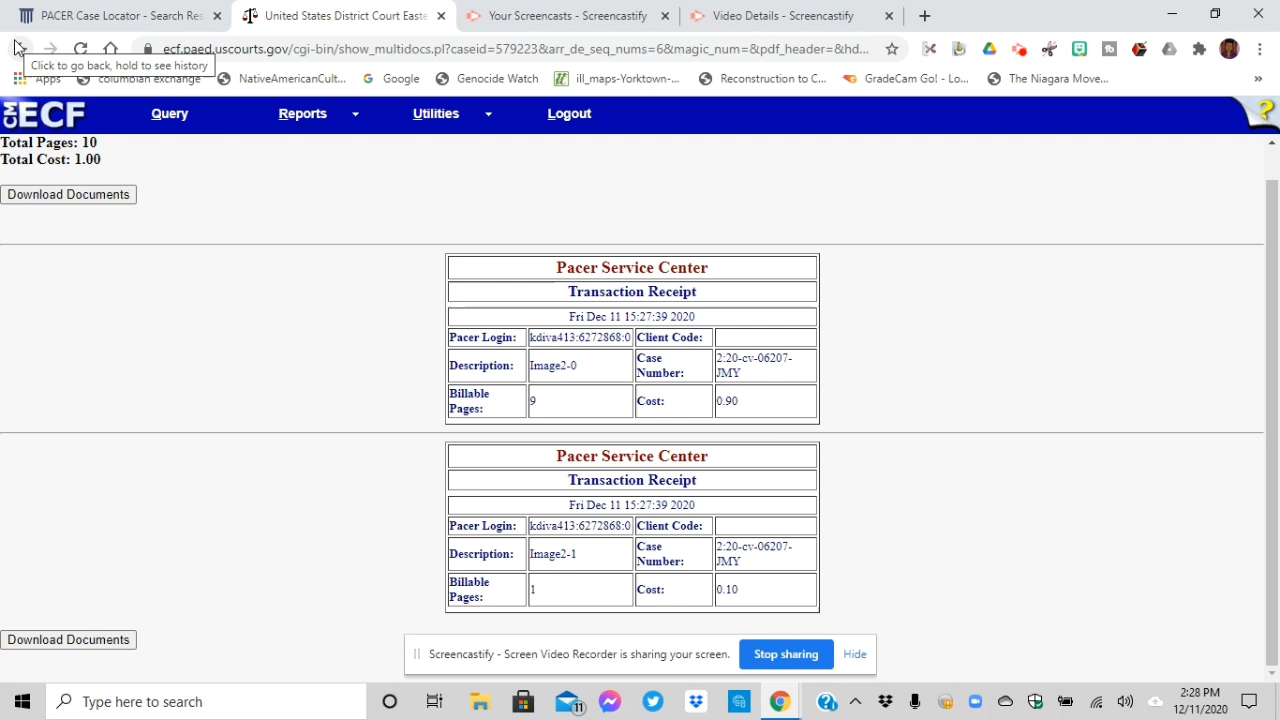 PACER Case Locator - Search Res
United States District Court Easte
Your Screencasts - Screencastify
Video Details - Screencastify
ecf.paed.uscourts.gov/cgi-bin/show_multidocs.pl?caseid=579223&arr_de_seq_nums=6&magic_num=&pdf_header=&hd...
Click to go back, hold to see history
Apps
columbian exchange
NativeAmericanCult...
Google
Genocide Watch
ill_maps-Yorktown-...
Reconstruction to C...
GradeCam Go! - Lo...
The Niagara Move...
»
CM ECF
Query
Reports
Utilities
Logout
?
Total Pages: 10
Total Cost: 1.00
Download Documents
Pacer Service Center
Transaction Receipt
Fri Dec 11 15:27:39 2020
Pacer Login: kdiva413:6272868:0 Client Code:
Description: Image2-0 Case Number: 2:20-cv-06207-JMY
Billable Pages: 9 Cost: 0.90
Pacer Service Center
Transaction Receipt
Fri Dec 11 15:27:39 2020
Pacer Login: kdiva413:6272868:0 Client Code:
Description: Image2-1 Case Number: 2:20-cv-06207-JMY
Billable Pages: 1 Cost: 0.10
Download Documents
Screencastify - Screen Video Recorder is sharing your screen.
Stop sharing
Hide
Type here to search
11
2:28 PM
12/11/2020